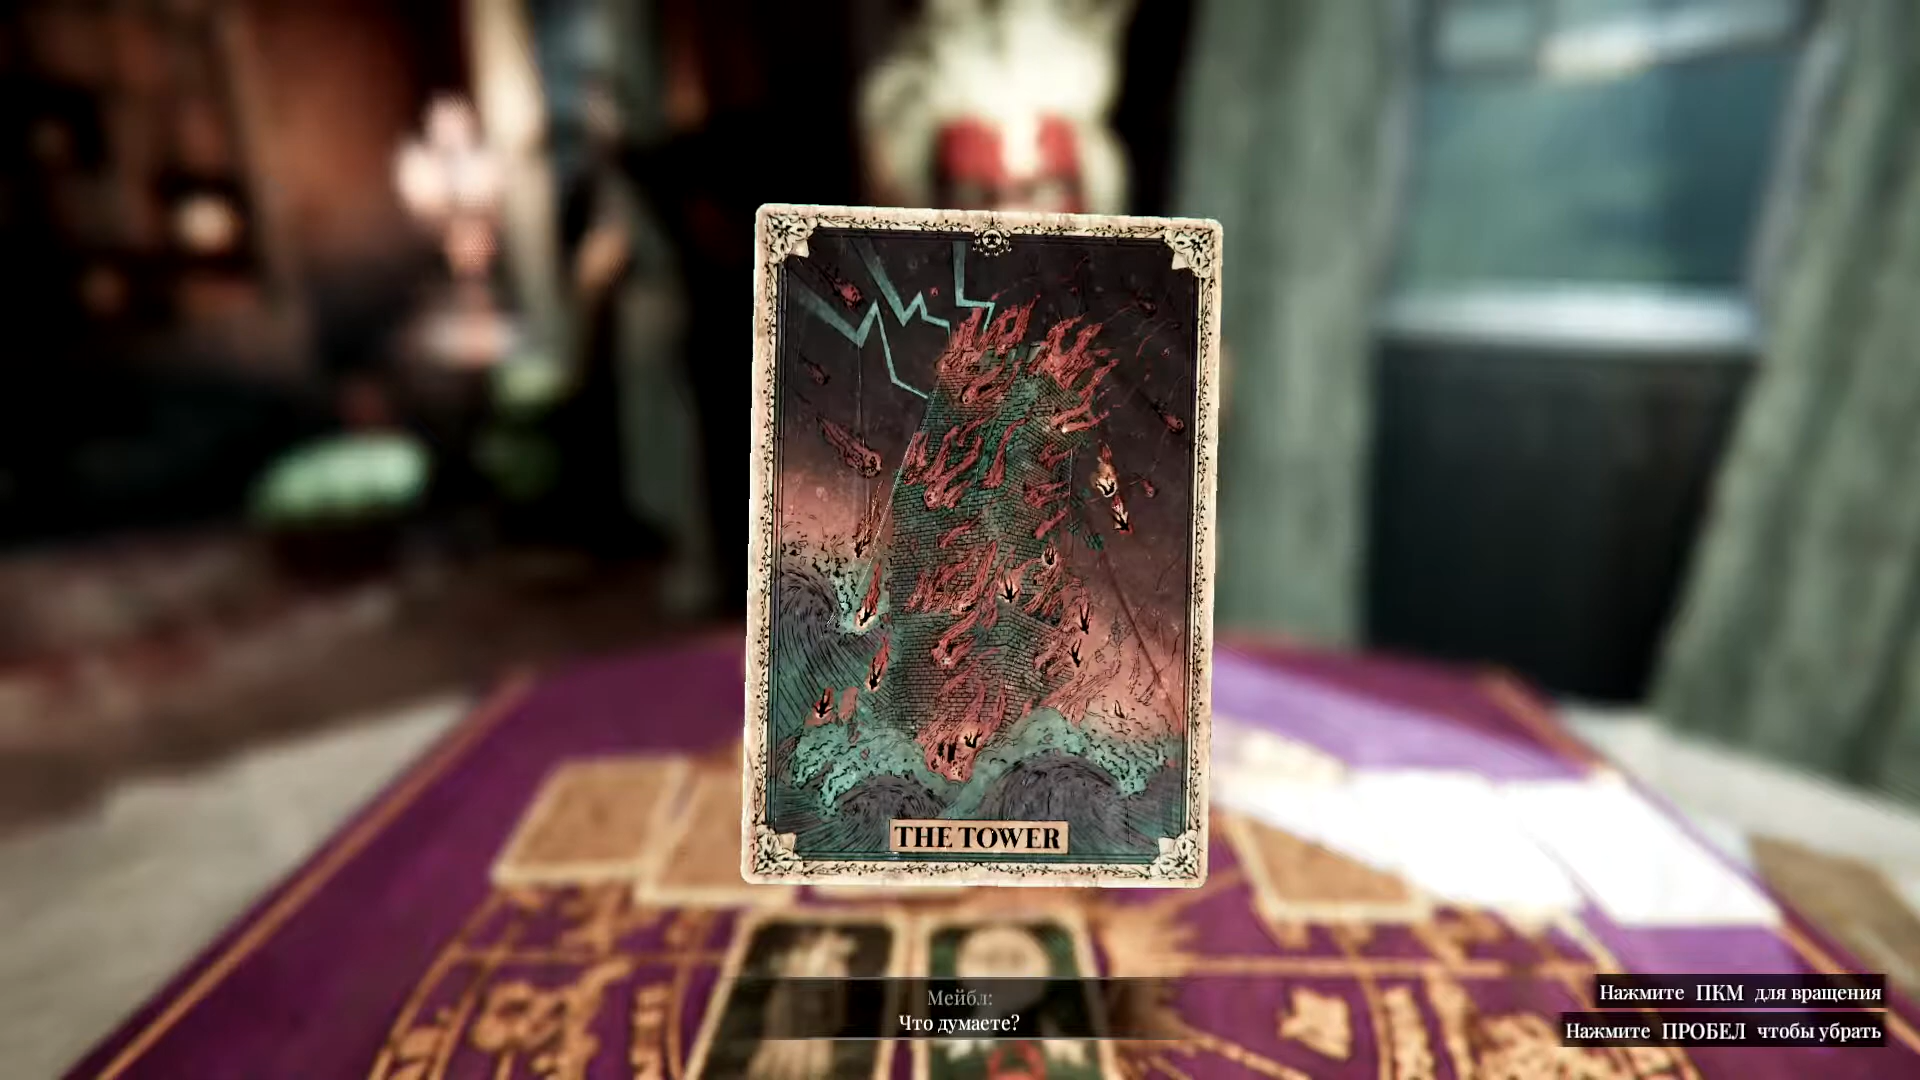 THE TOWER
Мейбл:
Что думаете?
Нажмите ПКМ для вращения
Нажмите ПРОБЕЛ чтобы убрать